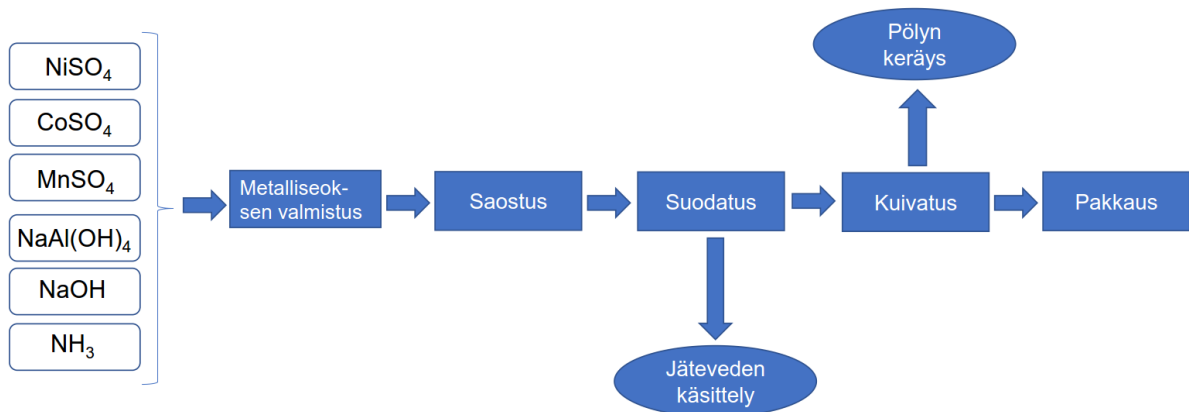 NiSO₄
CoSO₄
MnSO₄
NaAl(OH)₄
NaOH
NH₃
Metalliseok-
sen valmistus
Saostus
Suodatus
Kuivatus
Pakkaus
Pölyn
keräys
Jäteveden
käsittely